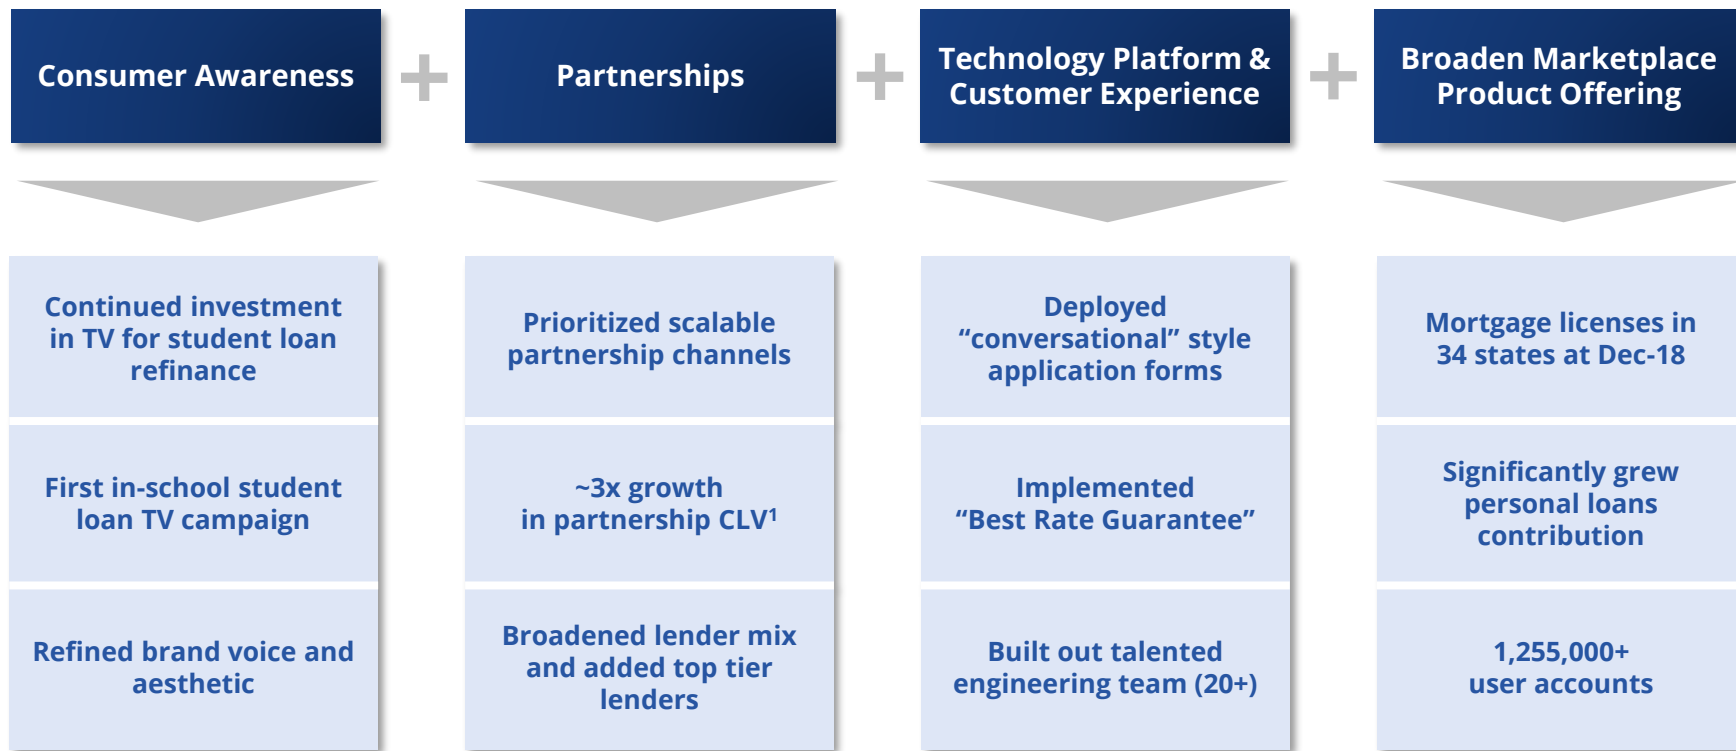 Consumer Awareness
+
Partnerships
+
Technology Platform &
Customer Experience
+
Broaden Marketplace
Product Offering
Continued investment
in TV for student loan
refinance
First in-school student
loan TV campaign
Refined brand voice and
aesthetic
Prioritized scalable
partnership channels
~3x growth
in partnership CLV¹
Broadened lender mix
and added top tier
lenders
Deployed
“conversational” style
application forms
Implemented
“Best Rate Guarantee”
Built out talented
engineering team (20+)
Mortgage licenses in
34 states at Dec-18
Significantly grew
personal loans
contribution
1,255,000+
user accounts